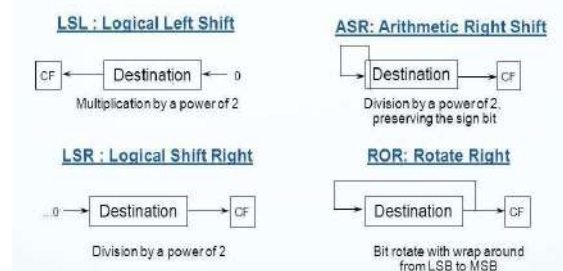 LSL : Logical Left Shift
CF Destination 0
Multiplication by a power of 2
ASR: Arithmetic Right Shift
Destination CF
Division by a power of 2,
preserving the sign bit
LSR : Logical Shift Right
...0 Destination CF
Division by a power of 2
ROR: Rotate Right
Destination CF
Bit rotate with wrap around
from LSB to MSB